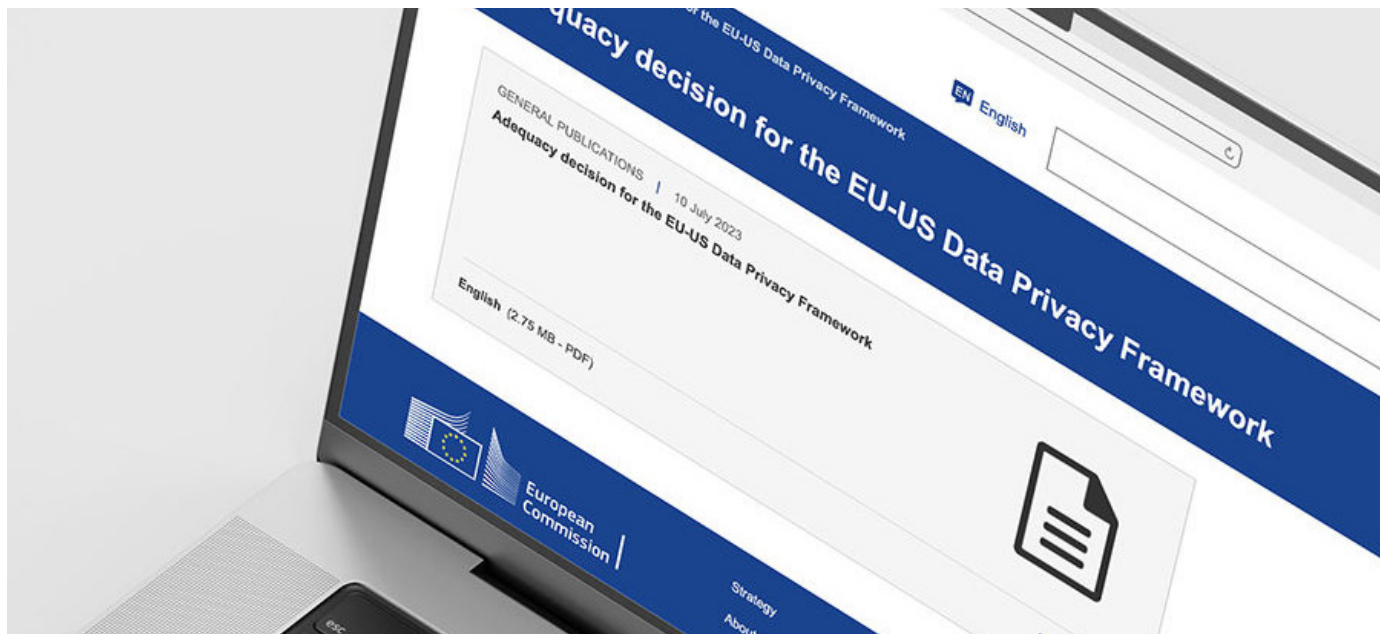 for the EU-US Data Privacy Framework
quacy decision for the EU-US Data Privacy Framework
EN English
GENERAL PUBLICATIONS | 10 July 2023
Adequacy decision for the EU-US Data Privacy Framework
English (2.75 MB - PDF)
European
Commission
Strategy
About
esc